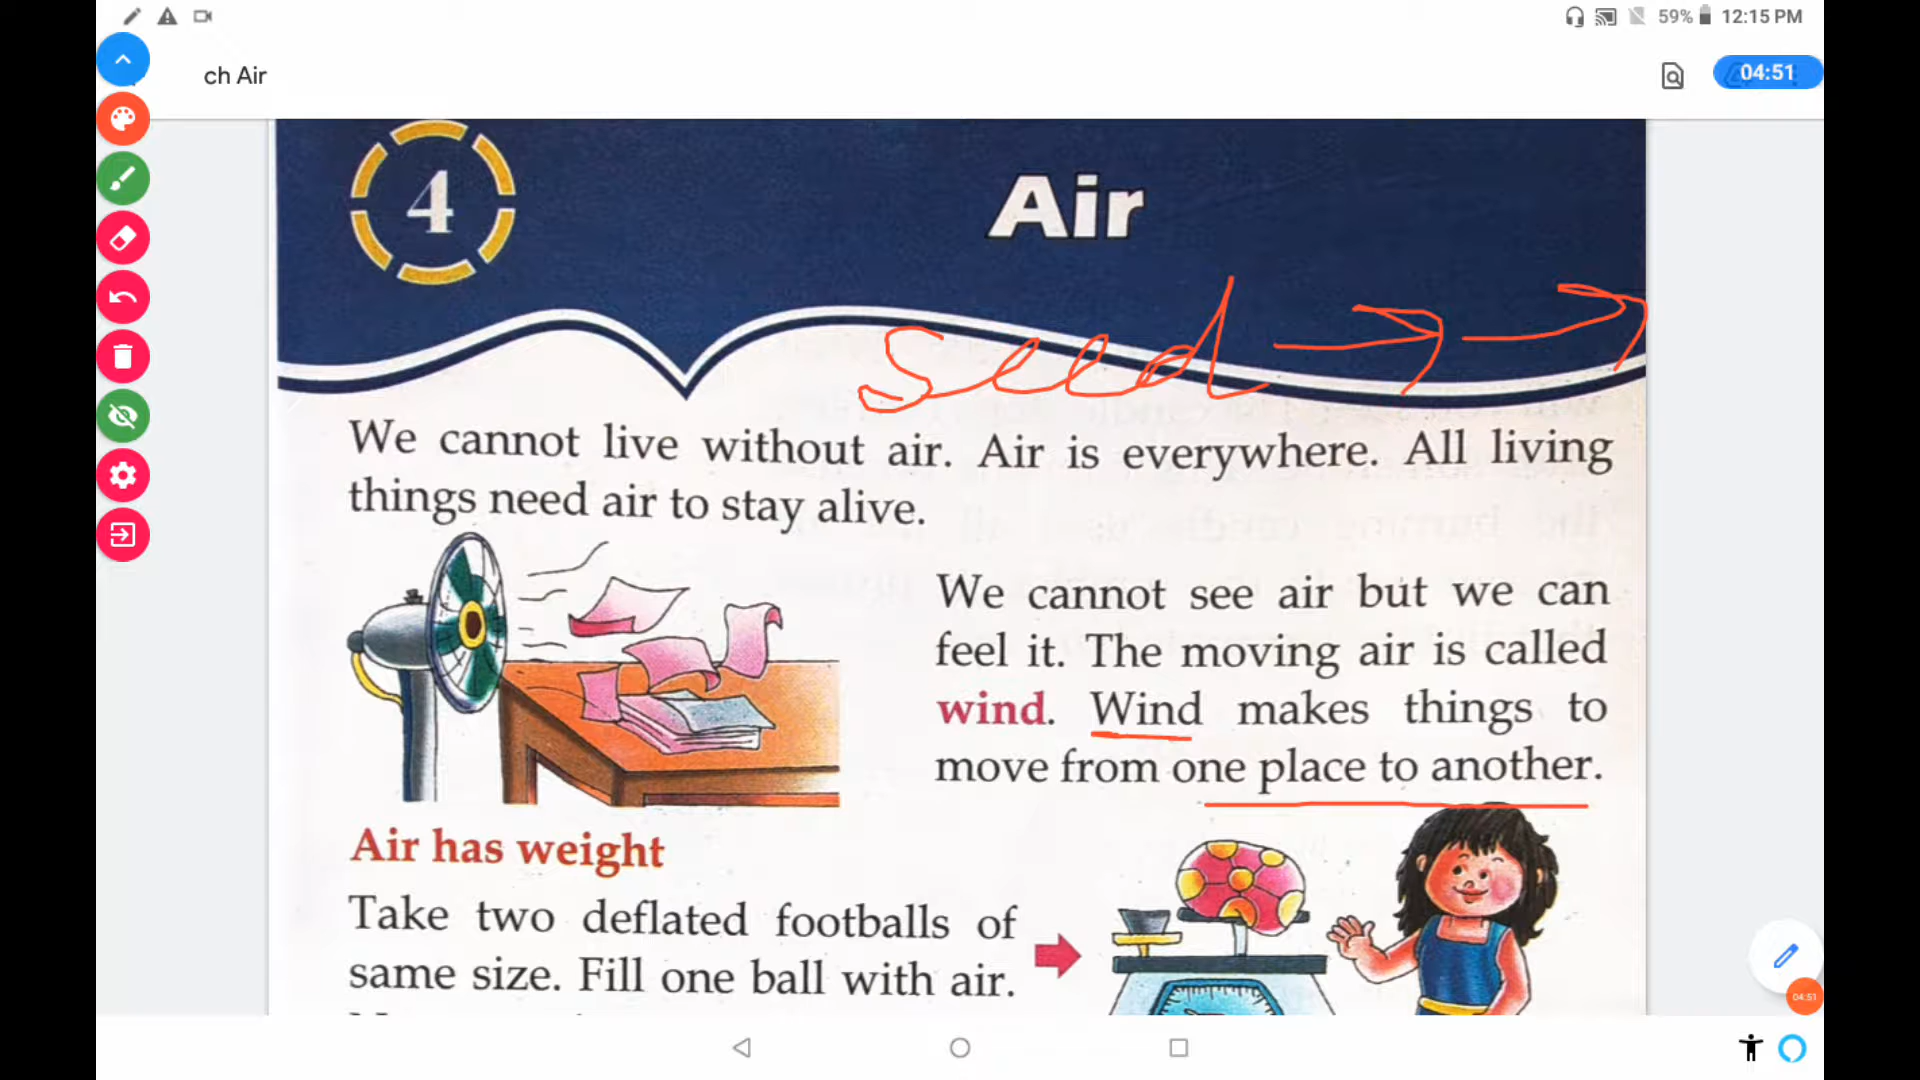 59% 12:15 PM
ch Air
04:51
4
Air
seed
We cannot live without air. Air is everywhere. All living
things need air to stay alive.
We cannot see air but we can
feel it. The moving air is called
wind. Wind makes things to
move from one place to another.
Air has weight
Take two deflated footballs of
same size. Fill one ball with air.
04:51